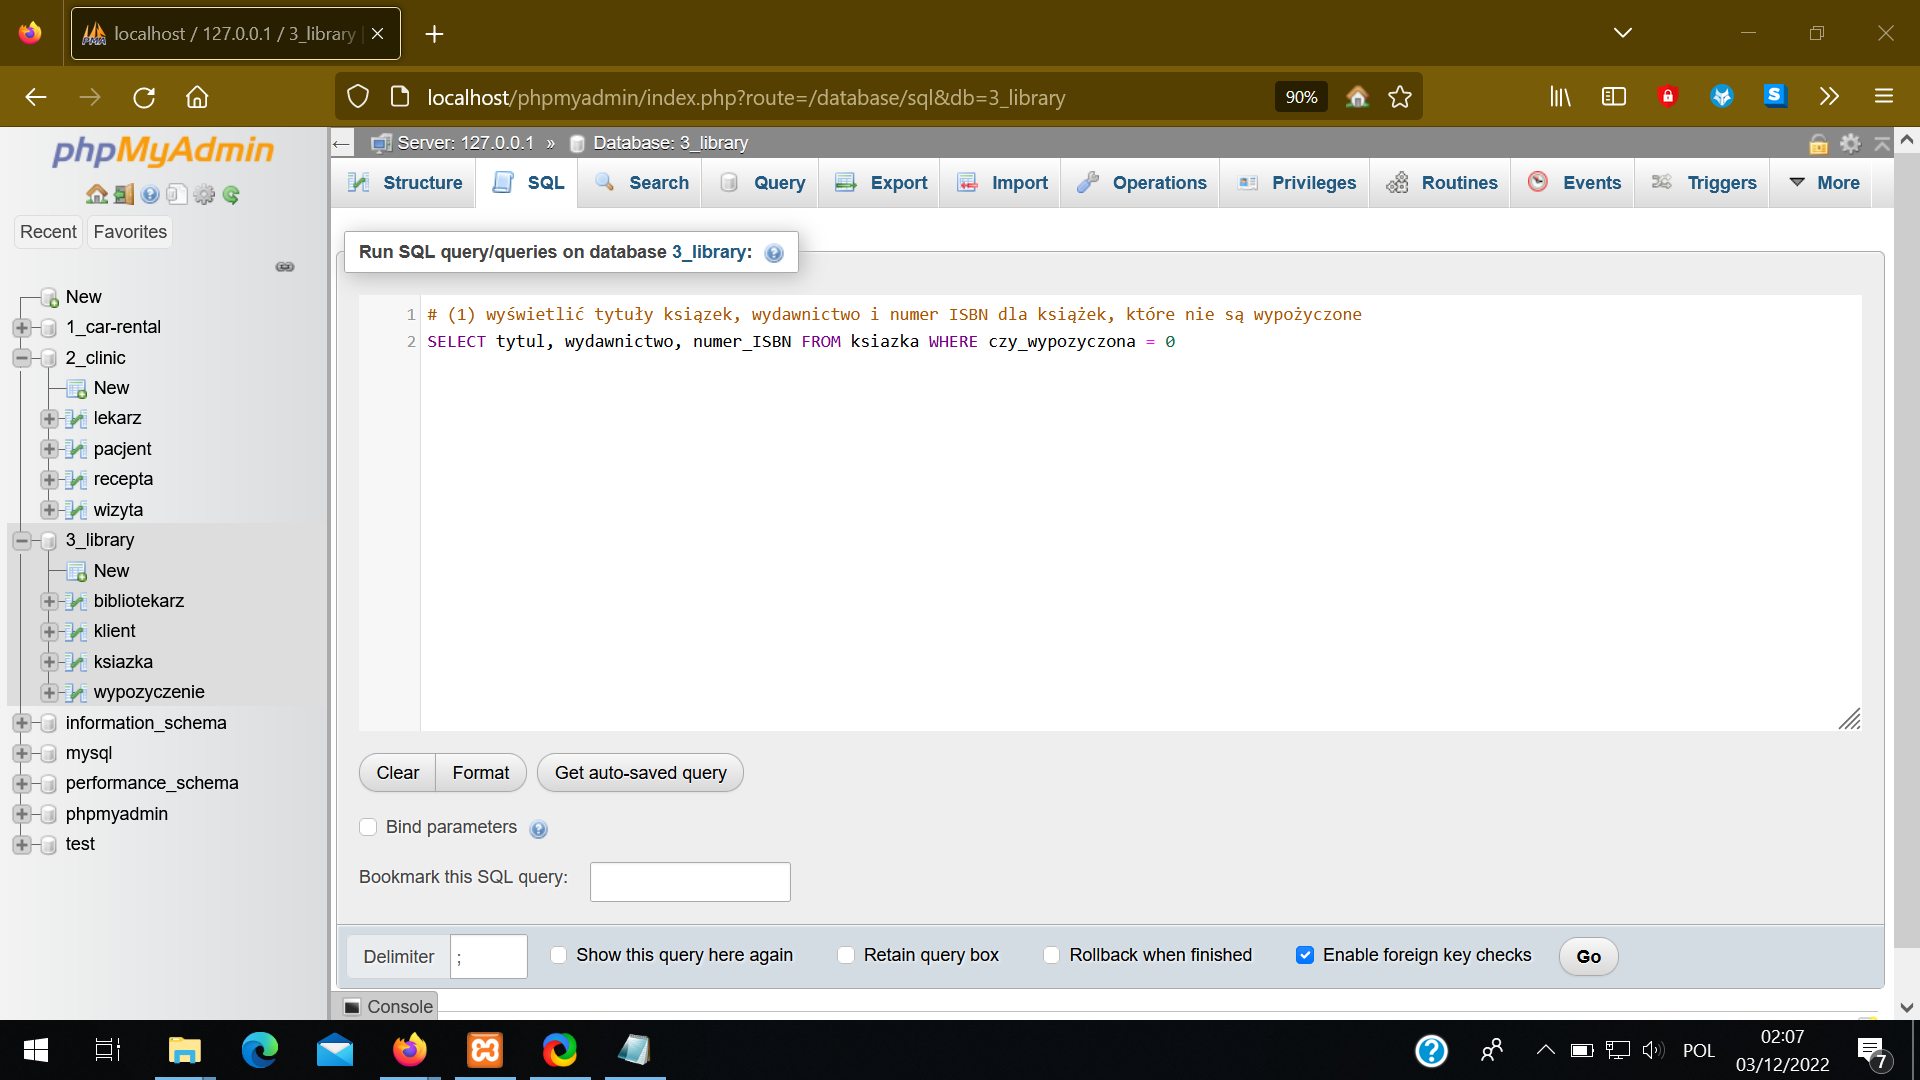 localhost / 127.0.0.1 / 3_library |
localhost/phpmyadmin/index.php?route=/database/sql&db=3_library
90%
phpMyAdmin
Recent
Favorites
New
1_car-rental
2_clinic
New
lekarz
pacjent
recepta
wizyta
3_library
New
bibliotekarz
klient
ksiazka
wypozyczenie
information_schema
mysql
performance_schema
phpmyadmin
test
Server: 127.0.0.1 » Database: 3_library
Structure
SQL
Search
Query
Export
Import
Operations
Privileges
Routines
Events
Triggers
More
Run SQL query/queries on database 3_library:
1 # (1) wyświetlić tytuły ksiązek, wydawnictwo i numer ISBN dla książek, które nie są wypożyczone
2 SELECT tytul, wydawnictwo, numer_ISBN FROM ksiazka WHERE czy_wypozyczona = 0
Clear
Format
Get auto-saved query
Bind parameters
Bookmark this SQL query:
Delimiter ;
Show this query here again
Retain query box
Rollback when finished
Enable foreign key checks
Go
Console
POL
02:07
03/12/2022
7